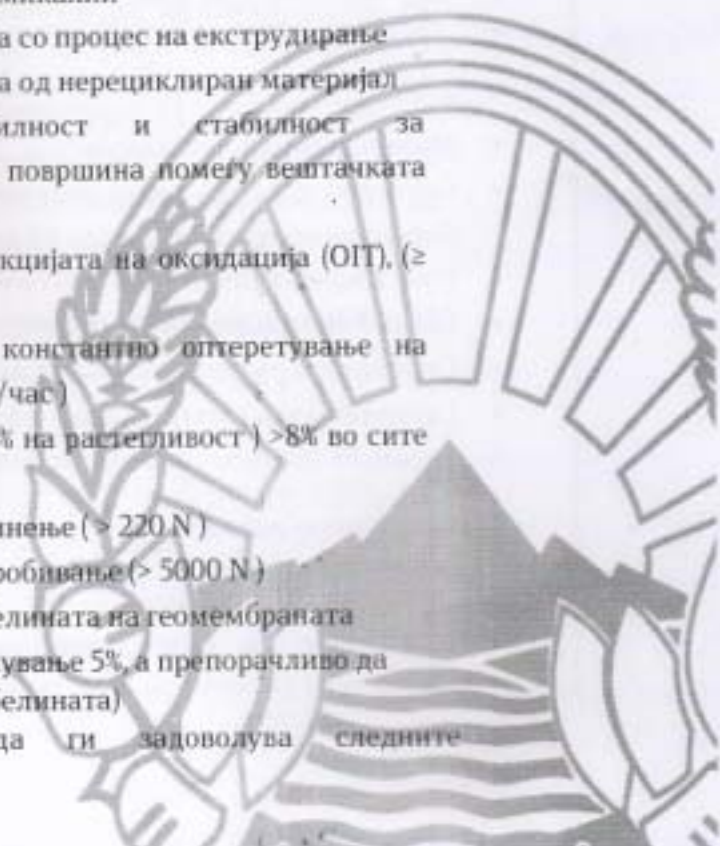 а со процес на екструдирање
а од нерециклиран материјал
илност и стабилност за
површина помеѓу вештачката
кцијата на оксидација (OIT), (≥
константно оптеретување на
/час )
% на растегливост ) >8% во сите
инење ( > 220 N )
робивање (> 5000 N )
елината на геомембраната
ување 5%, а препорачливо да
елината)
да ги задоволува следните